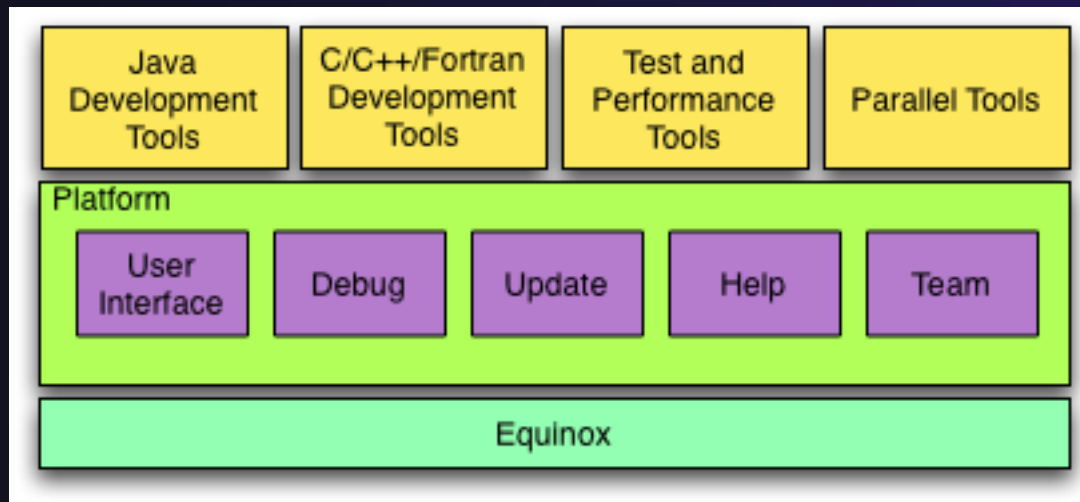 Java
Development
Tools
C/C++/Fortran
Development
Tools
Test and
Performance
Tools
Parallel Tools
Platform
User
Interface
Debug
Update
Help
Team
Equinox